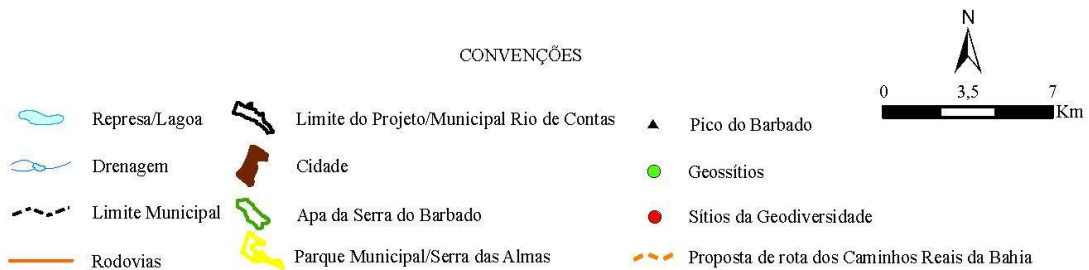 N
CONVENÇÕES
0 3,5 7
Km
Represa/Lagoa
Limite do Projeto/Municipal Rio de Contas
Pico do Barbado
Drenagem
Cidade
Geossítios
Limite Municipal
Apa da Serra do Barbado
Sítios da Geodiversidade
Rodovias
Parque Municipal/Serra das Almas
Proposta de rota dos Caminhos Reais da Bahia